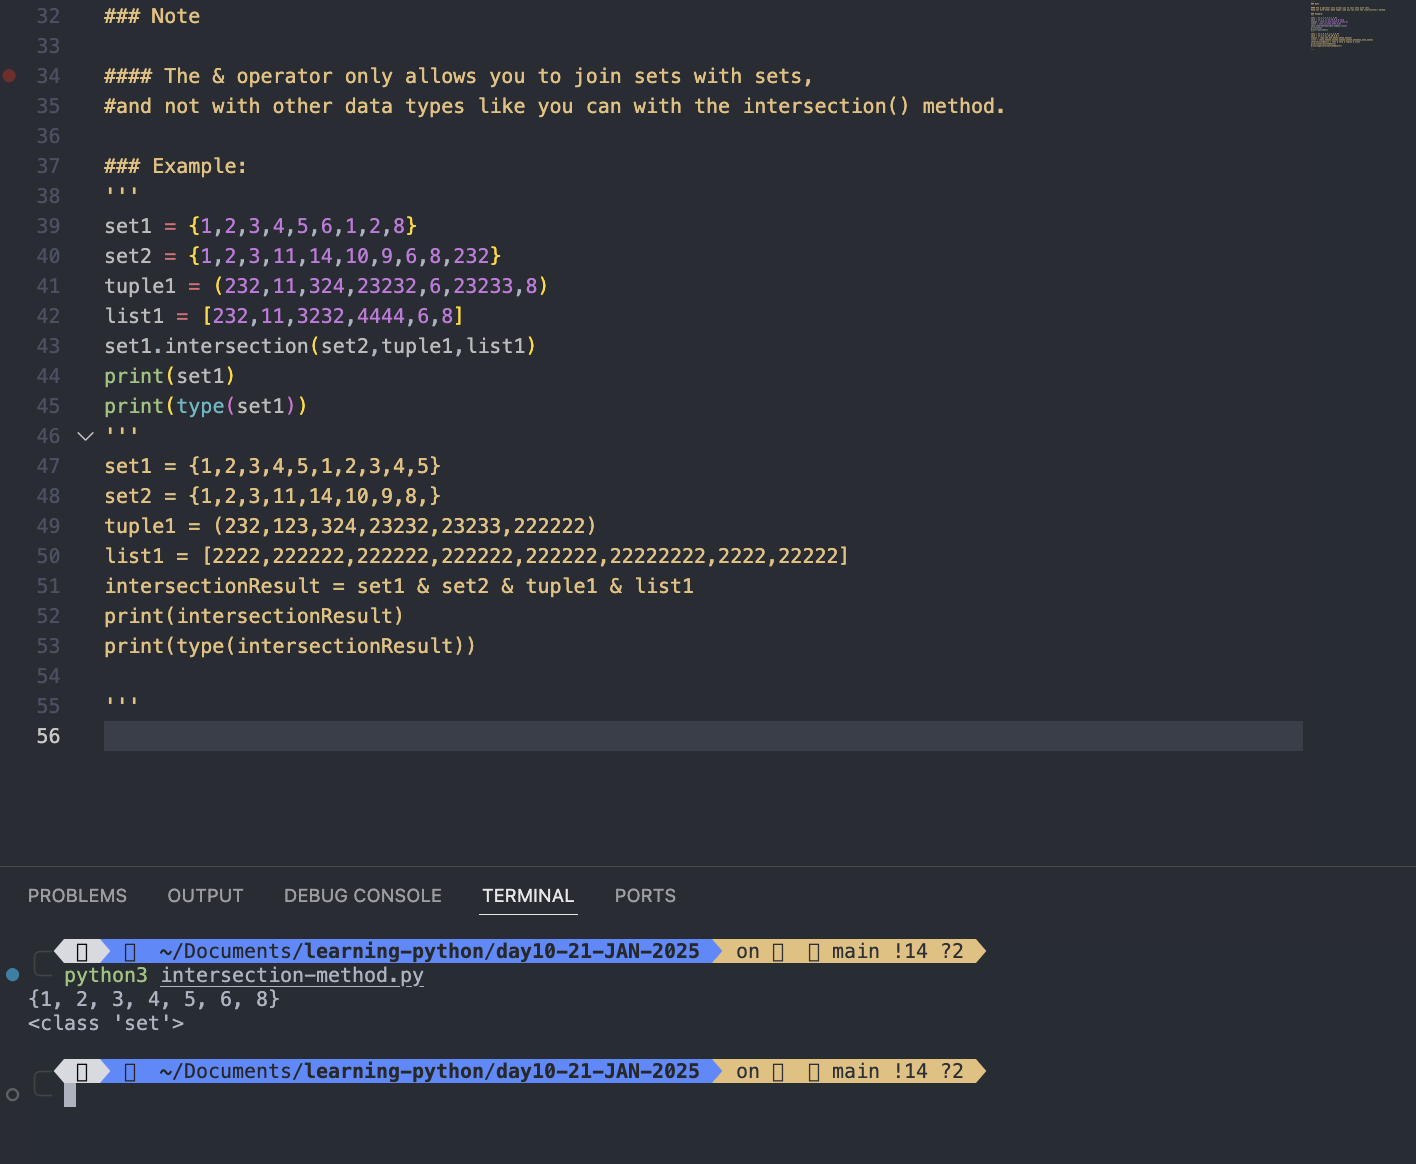 32 ### Note
33
34 #### The & operator only allows you to join sets with sets,
35 #and not with other data types like you can with the intersection() method.
36
37 ### Example:
38 '''
39 set1 = {1,2,3,4,5,6,1,2,8}
40 set2 = {1,2,3,11,14,10,9,6,8,232}
41 tuple1 = (232,11,324,23232,6,23233,8)
42 list1 = [232,11,3232,4444,6,8]
43 set1.intersection(set2,tuple1,list1)
44 print(set1)
45 print(type(set1))
46 '''
47 set1 = {1,2,3,4,5,1,2,3,4,5}
48 set2 = {1,2,3,11,14,10,9,8,}
49 tuple1 = (232,123,324,23232,23233,222222)
50 list1 = [2222,222222,222222,222222,222222,22222222,2222,22222]
51 intersectionResult = set1 & set2 & tuple1 & list1
52 print(intersectionResult)
53 print(type(intersectionResult))
54
55 '''
56
PROBLEMS OUTPUT DEBUG CONSOLE TERMINAL PORTS
~/Documents/learning-python/day10-21-JAN-2025 on main !14 ?2
python3 intersection-method.py
{1, 2, 3, 4, 5, 6, 8}
<class 'set'>
~/Documents/learning-python/day10-21-JAN-2025 on main !14 ?2